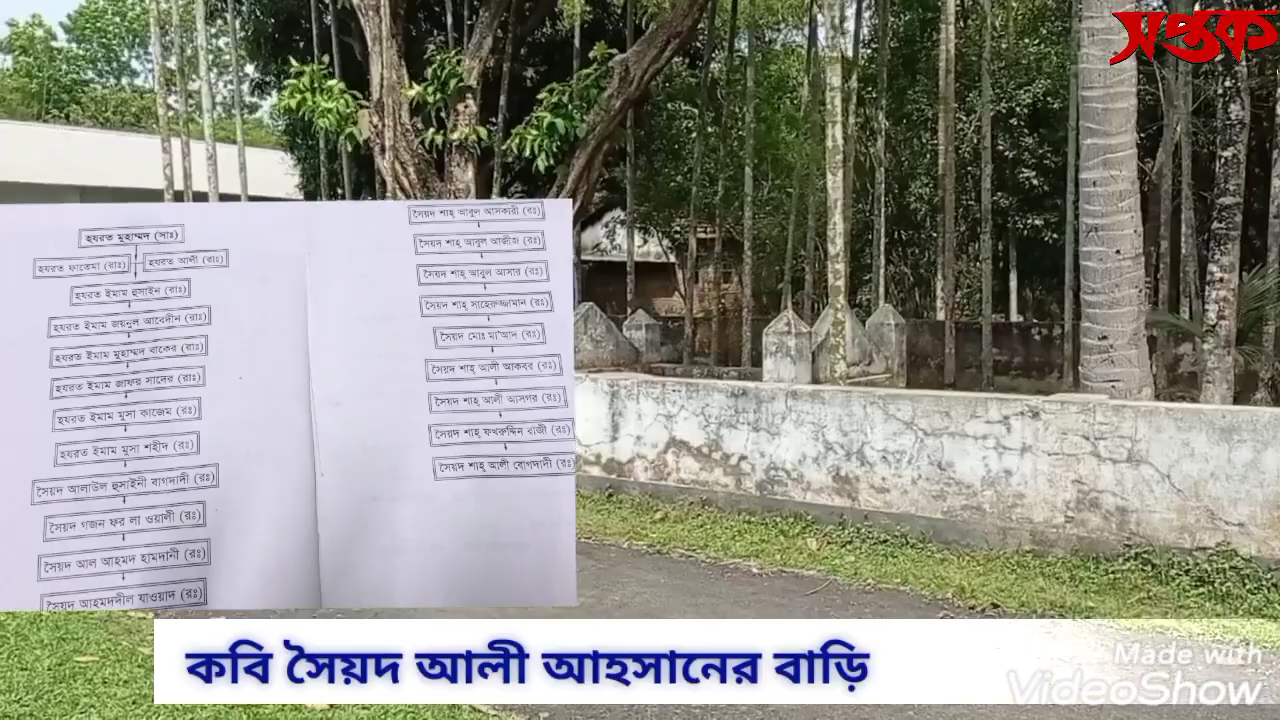 সপ্তক
হযরত মুহাম্মদ (সাঃ)
হযরত ফাতেমা (রাঃ) হযরত আলী (রাঃ)
হযরত ইমাম হুসাইন (রাঃ)
হযরত ইমাম জয়নুল আবেদীন (রাঃ)
হযরত ইমাম মুহাম্মদ বাকের (রাঃ)
হযরত ইমাম জাফর সাদের (রাঃ)
হযরত ইমাম মুসা কাজেম (রঃ)
হযরত ইমাম মুসা শহীদ (রঃ)
সৈয়দ আলাউল হুসাইনী বাগদাদী (রঃ)
সৈয়দ গজন ফর লা ওয়ালী (রঃ)
সৈয়দ আল আহমদ হামদানী (রঃ)
সৈয়দ আহমদদীল যাওয়াদ (রঃ)
সৈয়দ শাহ্ আবুল আসকারী (রঃ)
সৈয়দ শাহ্ আবুল আজীজ (রঃ)
সৈয়দ শাহ্ আবুল আসার (রঃ)
সৈয়দ শাহ্ সাহেরুজ্জামান (রঃ)
সৈয়দ মোঃ মা'আদ (রঃ)
সৈয়দ শাহ্ আলী আকবর (রঃ)
সৈয়দ শাহ্ আলী আসগর (রঃ)
সৈয়দ শাহ্ ফখরুদ্দিন রাজী (রঃ)
সৈয়দ শাহ্ আলী বোগদাদী (রঃ)
কবি সৈয়দ আলী আহসানের বাড়ি
Made with
VideoShow